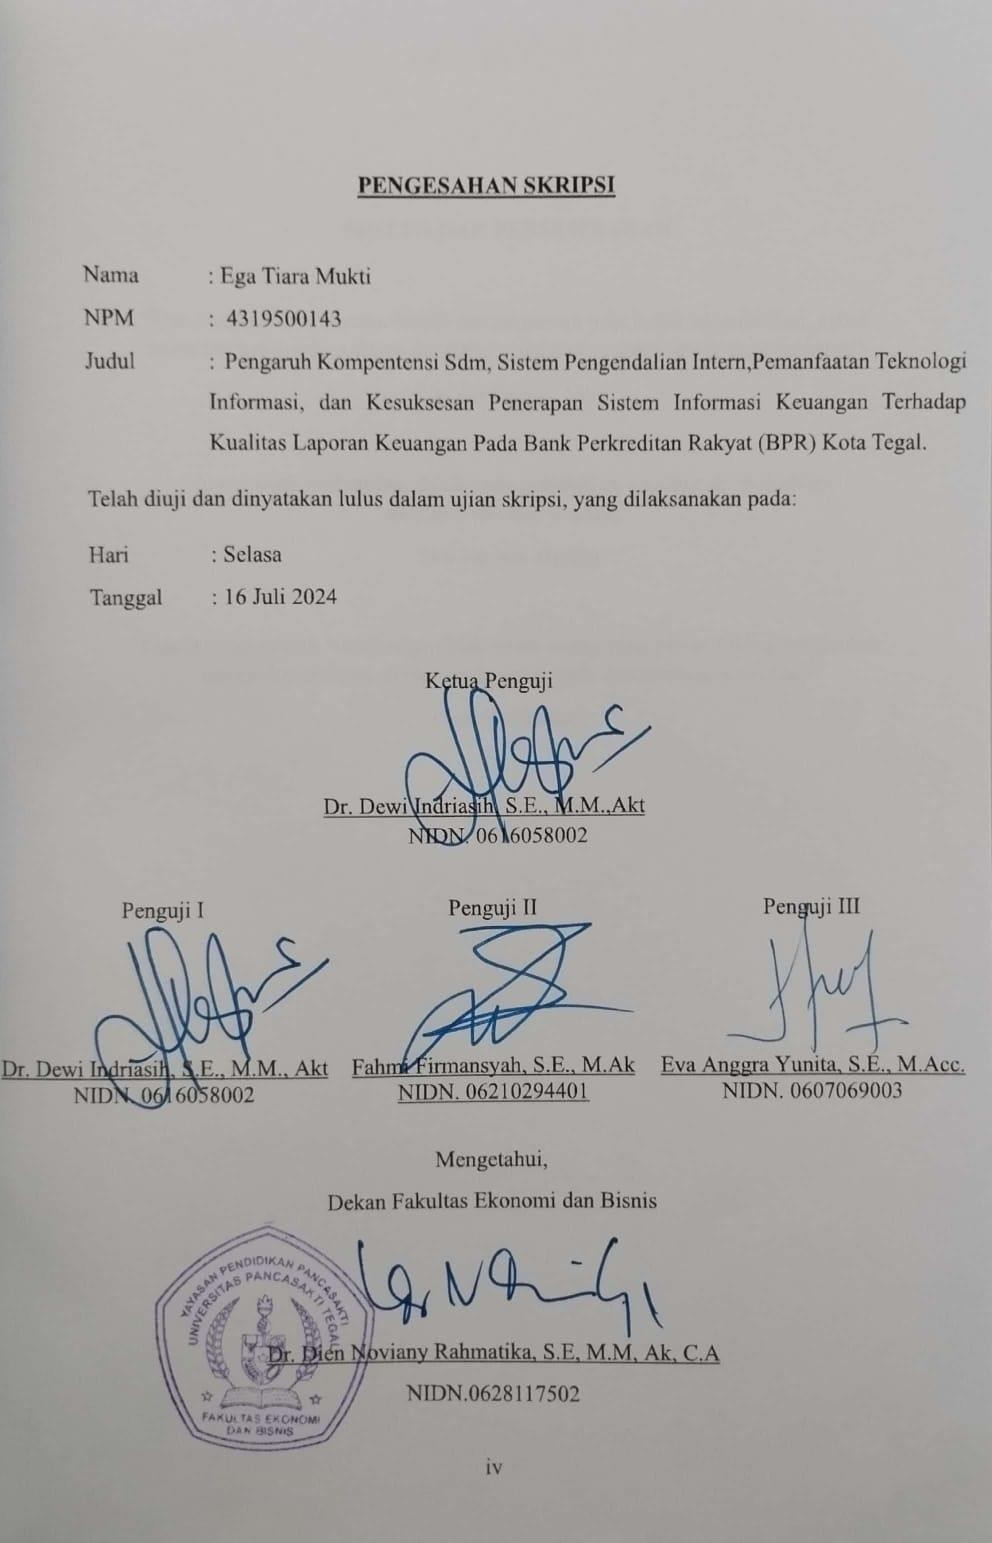 PENGESAHAN SKRIPSI
Nama : Ega Tiara Mukti
NPM : 4319500143
Judul : Pengaruh Kompentensi Sdm, Sistem Pengendalian Intern,Pemanfaatan Teknologi
Informasi, dan Kesuksesan Penerapan Sistem Informasi Keuangan Terhadap
Kualitas Laporan Keuangan Pada Bank Perkreditan Rakyat (BPR) Kota Tegal.
Telah diuji dan dinyatakan lulus dalam ujian skripsi, yang dilaksanakan pada:
Hari : Selasa
Tanggal : 16 Juli 2024
Ketua Penguji
Dr. Dewi Indriasih, S.E., M.M.,Akt
NIDN. 0616058002
Penguji I Penguji II Penguji III
Dr. Dewi Indriasih, S.E., M.M., Akt Fahmi Firmansyah, S.E., M.Ak Eva Anggra Yunita, S.E., M.Acc.
NIDN. 0616058002 NIDN. 06210294401 NIDN. 0607069003
Mengetahui,
Dekan Fakultas Ekonomi dan Bisnis
YAYASAN PENDIDIKAN PANCASAKTI
UNIVERSITAS PANCASAKTI TEGAL
Dr. Dien Noviany Rahmatika, S.E, M.M, Ak, C.A
NIDN.0628117502
FAKULTAS EKONOMI
DAN BISNIS
iv